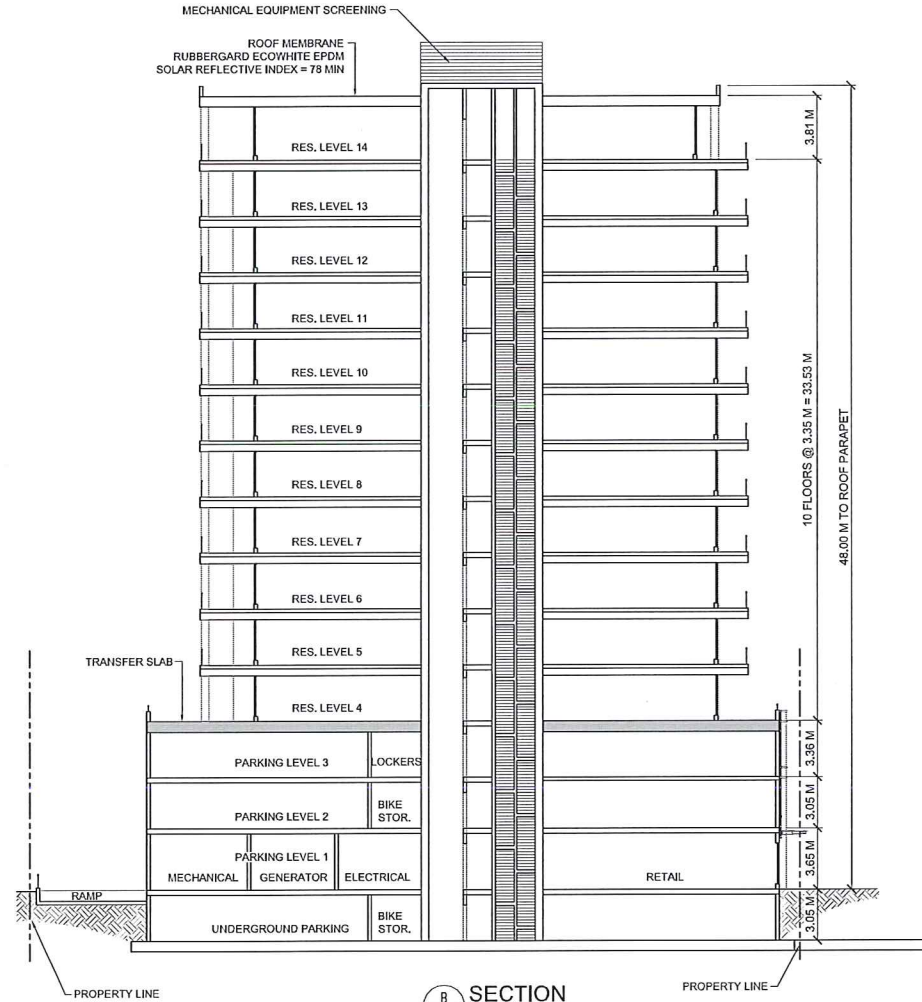 MECHANICAL EQUIPMENT SCREENING
ROOF MEMBRANE
RUBBERGARD ECOWHITE EPDM
SOLAR REFLECTIVE INDEX = 78 MIN
RES. LEVEL 14
3.81 M
RES. LEVEL 13
RES. LEVEL 12
RES. LEVEL 11
RES. LEVEL 10
RES. LEVEL 9
RES. LEVEL 8
RES. LEVEL 7
RES. LEVEL 6
RES. LEVEL 5
RES. LEVEL 4
10 FLOORS @ 3.35 M = 33.53 M
48.00 M TO ROOF PARAPET
TRANSFER SLAB
PARKING LEVEL 3
LOCKERS
3.36 M
PARKING LEVEL 2
BIKE
STOR.
3.05 M
PARKING LEVEL 1
MECHANICAL
GENERATOR
ELECTRICAL
RETAIL
3.65 M
RAMP
UNDERGROUND PARKING
BIKE
STOR.
3.05 M
PROPERTY LINE
B
SECTION
PROPERTY LINE